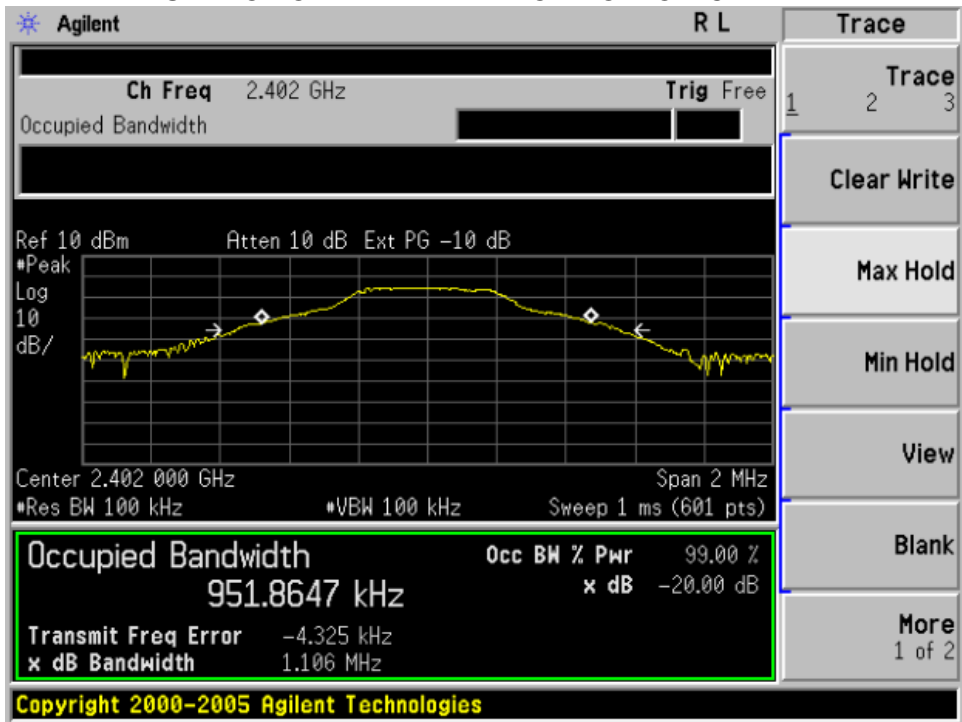 Agilent R L Trace
Ch Freq 2.402 GHz Trig Free
Occupied Bandwidth
Trace
1 2 3
Clear Write
Ref 10 dBm Atten 10 dB Ext PG -10 dB
#Peak
Log
10
dB/
Max Hold
Min Hold
View
Center 2.402 000 GHz Span 2 MHz
#Res BW 100 kHz #VBW 100 kHz Sweep 1 ms (601 pts)
Blank
Occupied Bandwidth Occ BW % Pwr 99.00 %
951.8647 kHz x dB -20.00 dB
Transmit Freq Error -4.325 kHz
x dB Bandwidth 1.106 MHz
More
1 of 2
Copyright 2000-2005 Agilent Technologies